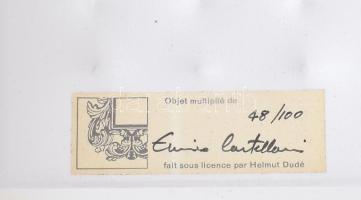 Objet multiplié de
48/100
Enrico Castellani
fait sous licence par Helmut Dudé